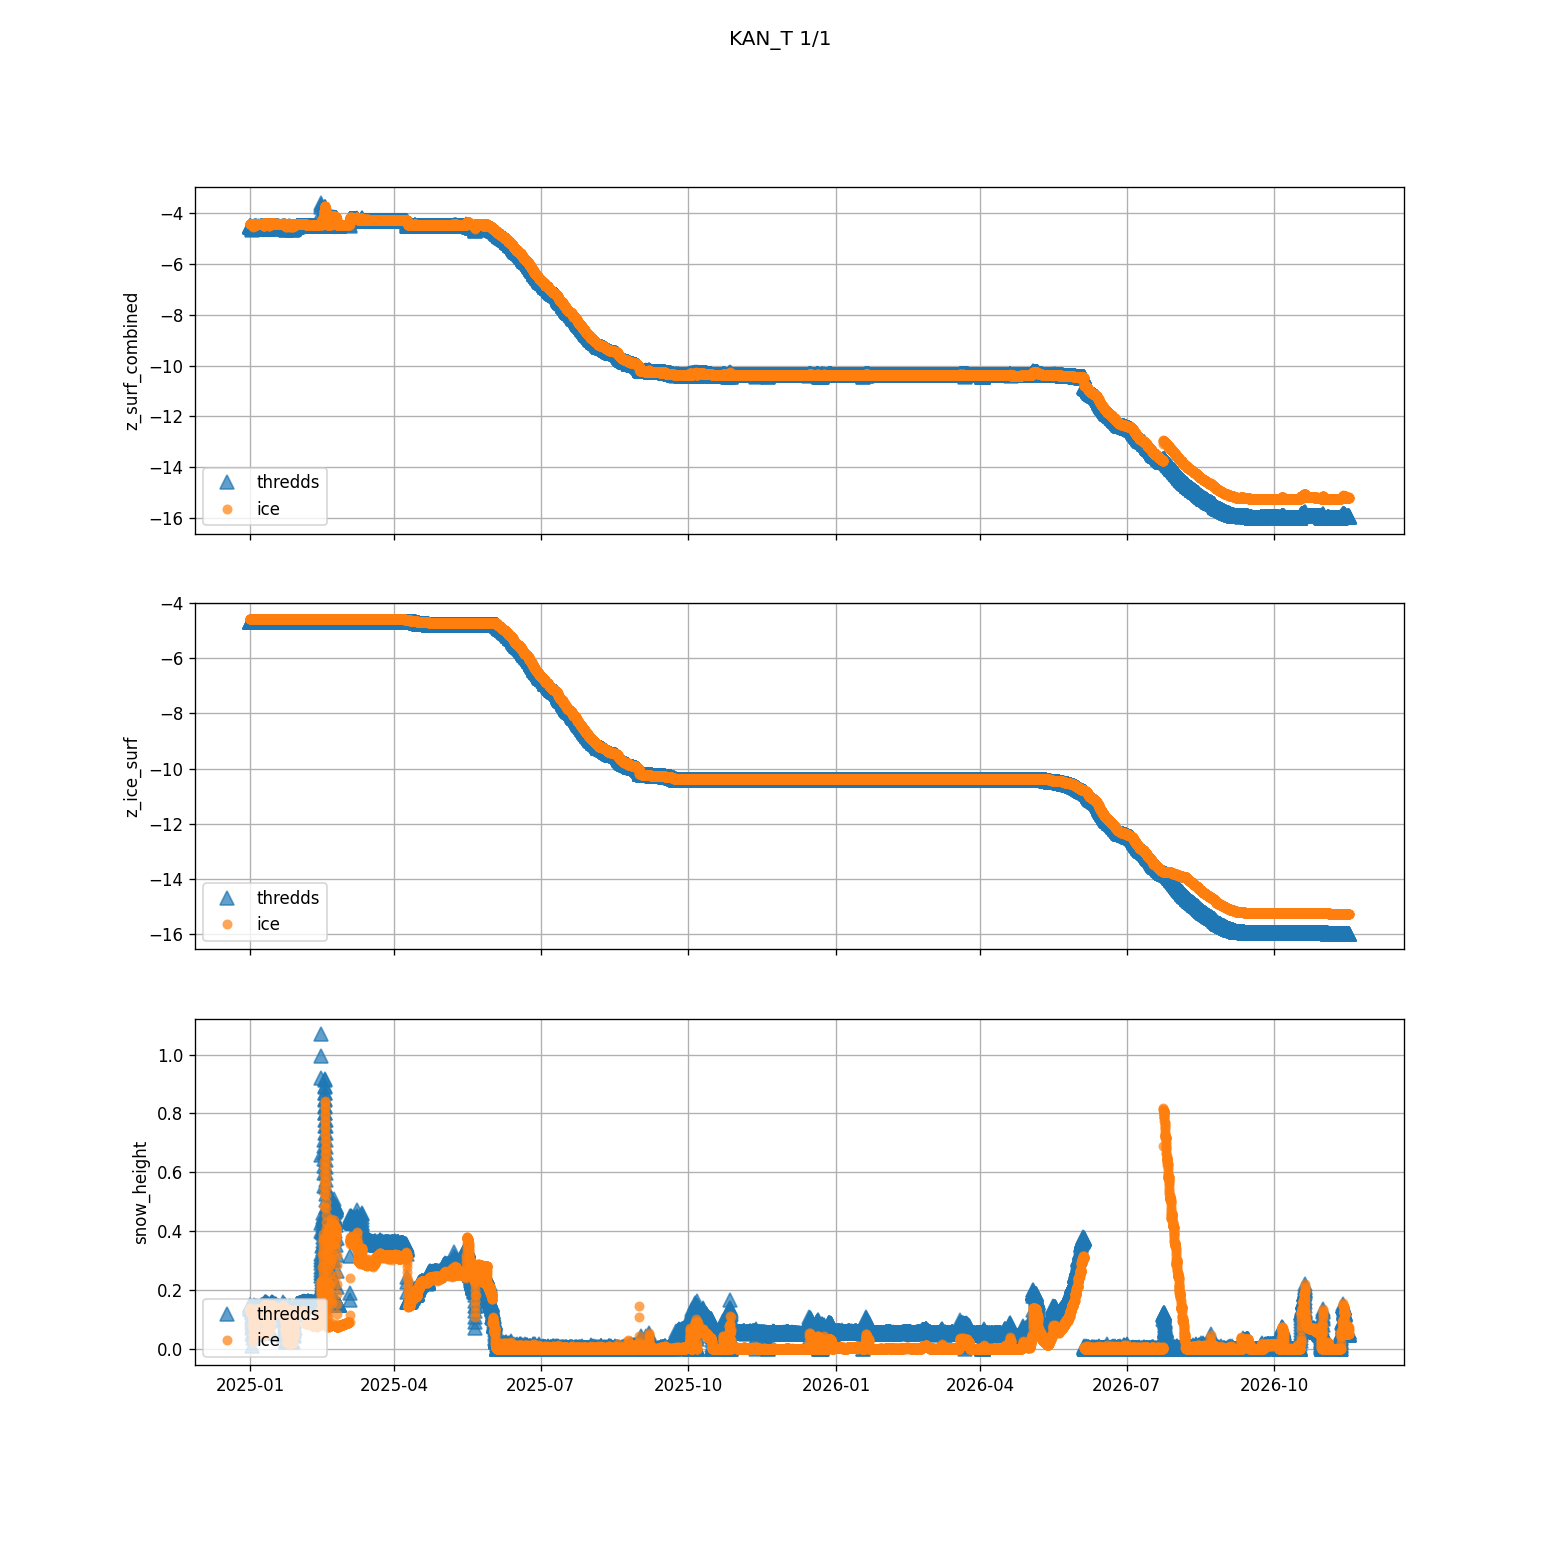 KAN_T 1/1
z_surf_combined
−4
−6
−8
−10
−12
−14
−16
thredds
ice
z_ice_surf
−4
−6
−8
−10
−12
−14
−16
thredds
ice
snow_height
1.0
0.8
0.6
0.4
0.2
0.0
thredds
ice
2025-01 2025-04 2025-07 2025-10 2026-01 2026-04 2026-07 2026-10